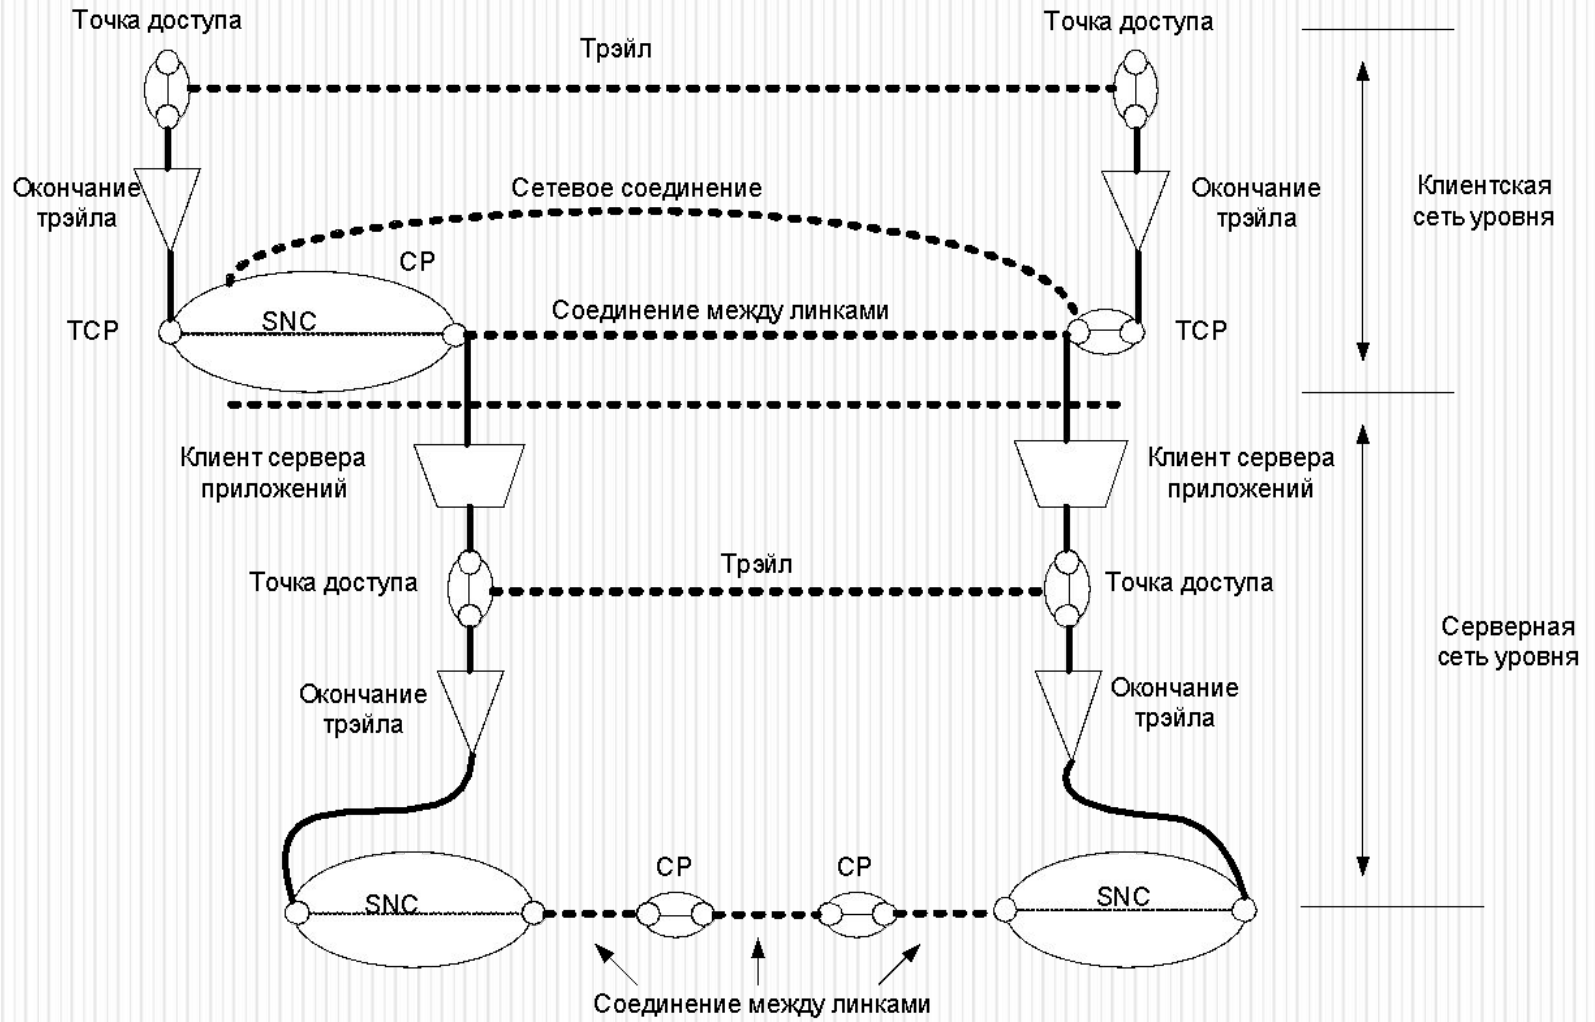 Точка доступа
Точка доступа
Трэйл
Окончание
трэйла
Сетевое соединение
Окончание
трэйла
Клиентская
сеть уровня
CP
TCP
SNC
Соединение между линками
TCP
Клиент сервера
приложений
Клиент сервера
приложений
Точка доступа
Трэйл
Точка доступа
Серверная
сеть уровня
Окончание
трэйла
Окончание
трэйла
CP
CP
SNC
SNC
Соединение между линками